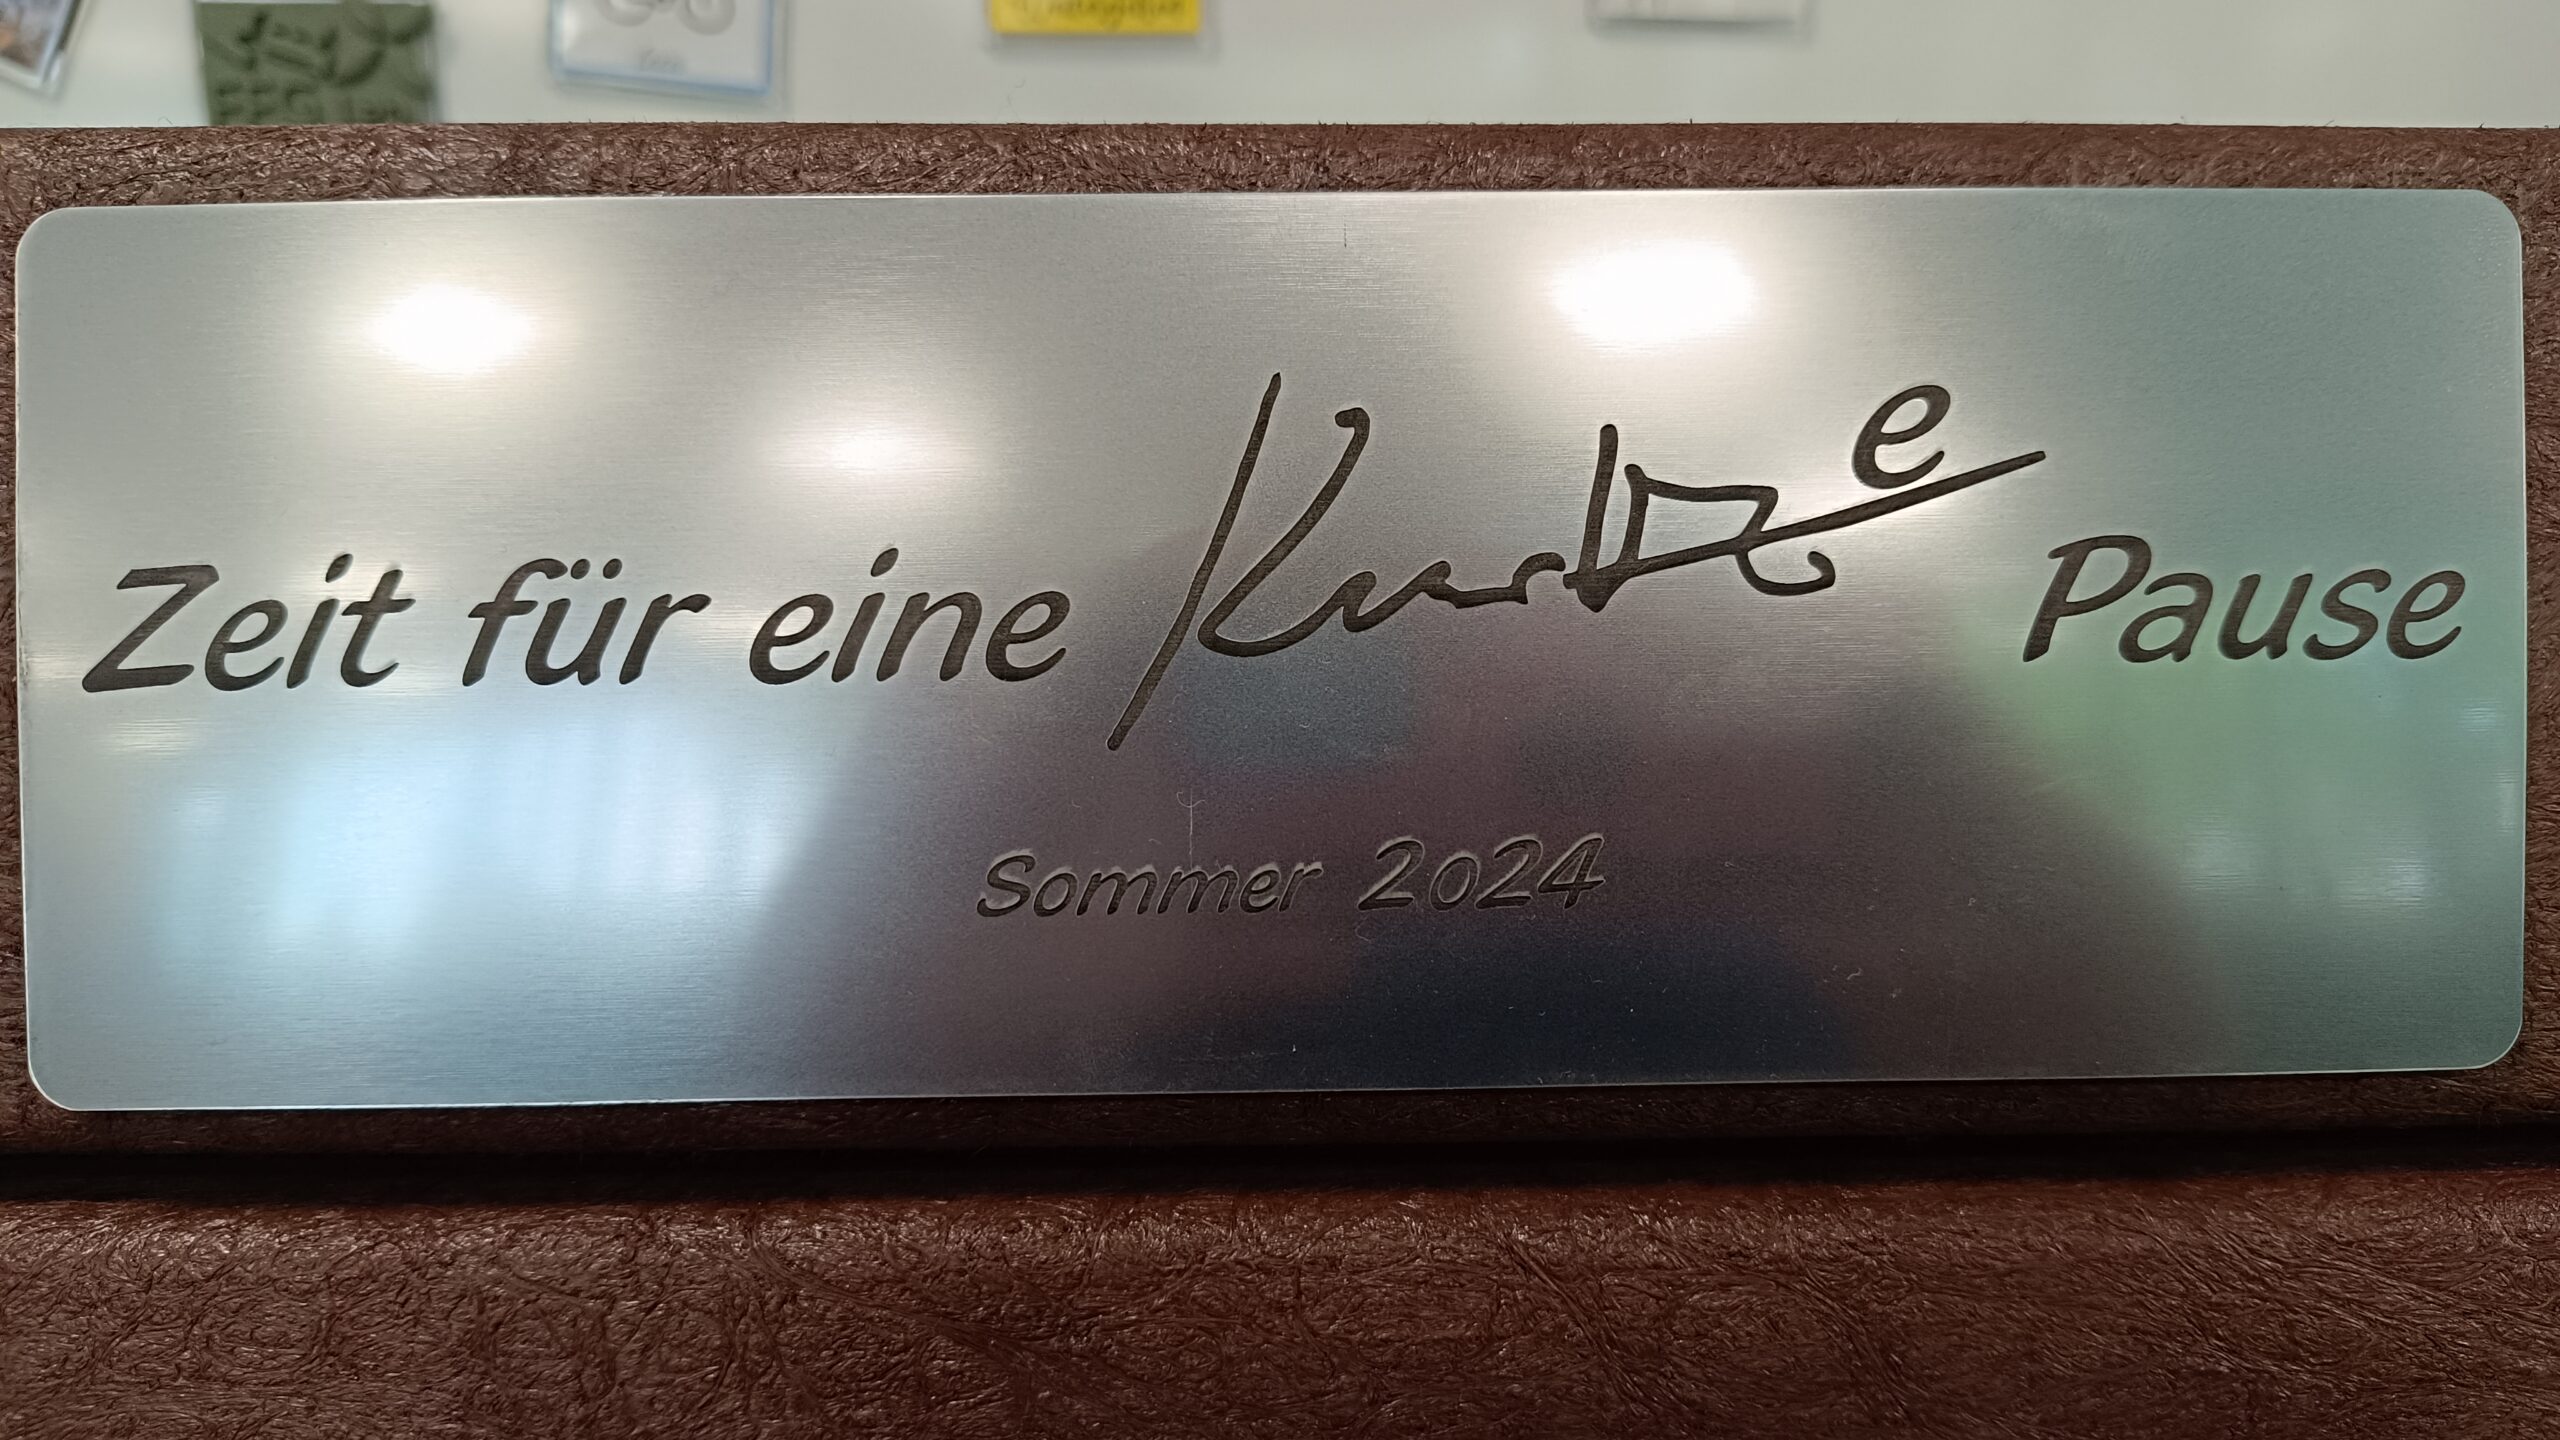 Zeit für eine e Pause
Sommer 2024